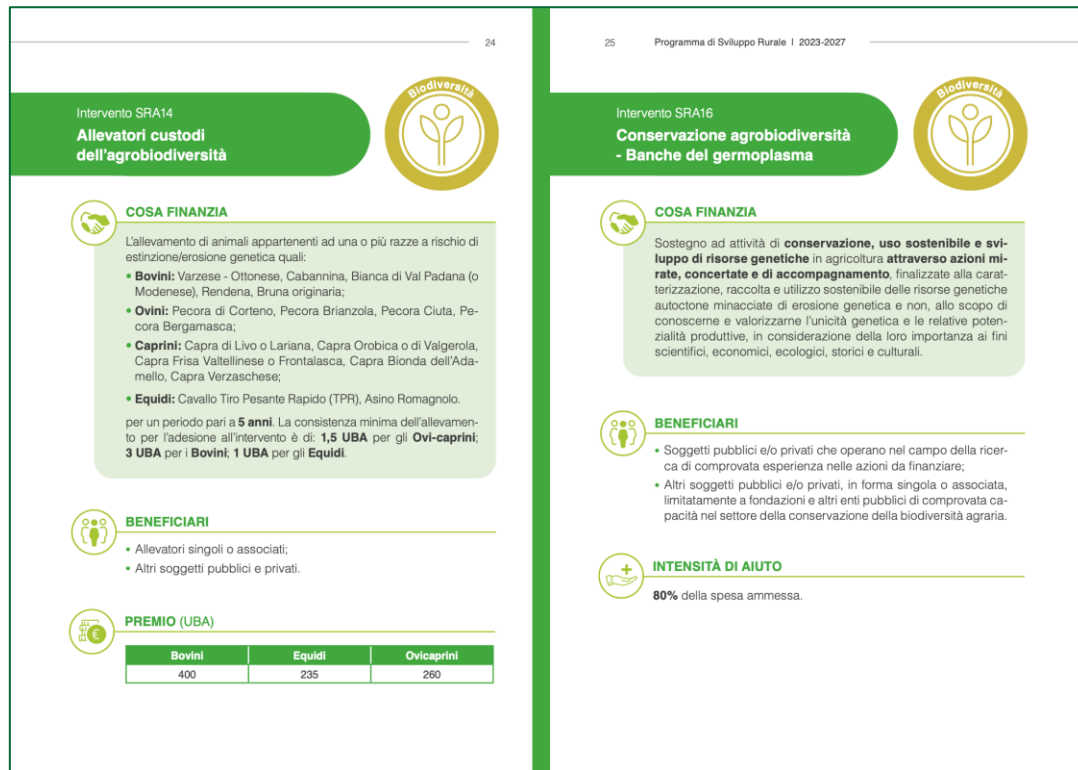 24
Biodiversità
Intervento SRA14
Allevatori custodi
dell'agrobiodiversità
COSA FINANZIA
L'allevamento di animali appartenenti ad una o più razze a rischio di
estinzione/erosione genetica quali:
• Bovini: Varzese - Ottonese, Cabannina, Bianca di Val Padana (o
Modenese), Rendena, Bruna originaria;
• Ovini: Pecora di Corteno, Pecora Brianzola, Pecora Ciuta, Pe-
cora Bergamasca;
• Caprini: Capra di Livo o Lariana, Capra Orobica o di Valgerola,
Capra Frisa Valtellinese o Frontalasca, Capra Bionda dell'Ada-
mello, Capra Verzaschese;
• Equidi: Cavallo Tiro Pesante Rapido (TPR), Asino Romagnolo.
per un periodo pari a 5 anni. La consistenza minima dell'allevamen-
to per l'adesione all'intervento è di: 1,5 UBA per gli Ovi-caprini;
3 UBA per i Bovini; 1 UBA per gli Equidi.
BENEFICIARI
• Allevatori singoli o associati;
• Altri soggetti pubblici e privati.
PREMIO (UBA)
Bovini Equidi Ovicaprini
400 235 260
25 Programma di Sviluppo Rurale I 2023-2027
Biodiversità
Intervento SRA16
Conservazione agrobiodiversità
- Banche del germoplasma
COSA FINANZIA
Sostegno ad attività di conservazione, uso sostenibile e svi-
luppo di risorse genetiche in agricoltura attraverso azioni mi-
rate, concertate e di accompagnamento, finalizzate alla carat-
terizzazione, raccolta e utilizzo sostenibile delle risorse genetiche
autoctone minacciate di erosione genetica e non, allo scopo di
conoscerne e valorizzarne l'unicità genetica e le relative poten-
zialità produttive, in considerazione della loro importanza ai fini
scientifici, economici, ecologici, storici e culturali.
BENEFICIARI
• Soggetti pubblici e/o privati che operano nel campo della ricer-
ca di comprovata esperienza nelle azioni da finanziare;
• Altri soggetti pubblici e/o privati, in forma singola o associata,
limitatamente a fondazioni e altri enti pubblici di comprovata ca-
pacità nel settore della conservazione della biodiversità agraria.
INTENSITÀ DI AIUTO
80% della spesa ammessa.